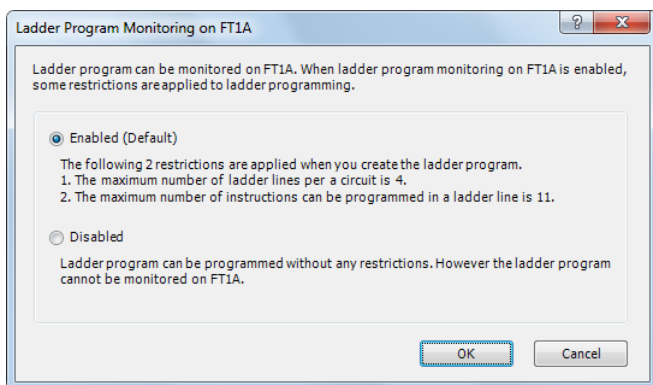 Ladder Program Monitoring on FT1A
Ladder program can be monitored on FT1A. When ladder program monitoring on FT1A is enabled,
some restrictions are applied to ladder programming.
Enabled (Default)
The following 2 restrictions are applied when you create the ladder program.
1. The maximum number of ladder lines per a circuit is 4.
2. The maximum number of instructions can be programmed in a ladder line is 11.
Disabled
Ladder program can be programmed without any restrictions. However the ladder program
cannot be monitored on FT1A.
OK
Cancel